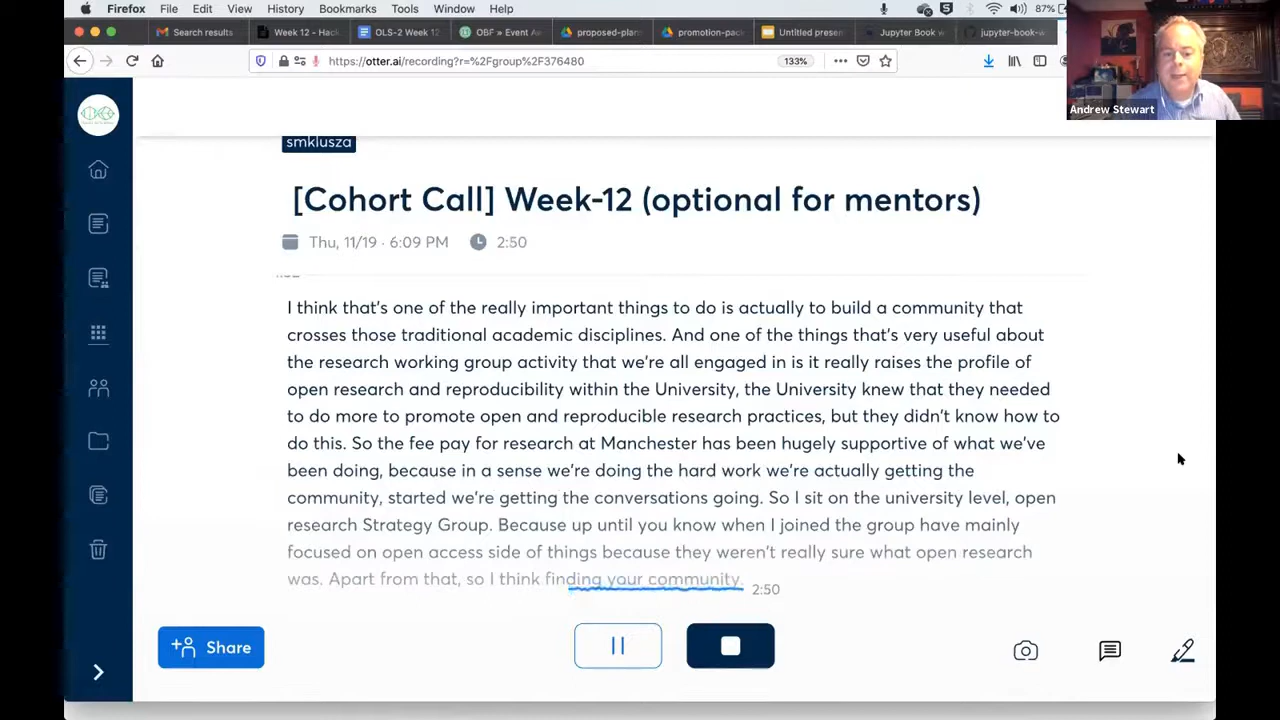 Firefox File Edit View History Bookmarks Tools Window Help 87%
Search results Week 12 - Hack OLS-2 Week 12 OBF » Event Aw proposed-plan promotion-pac Untitled presen Jupyter Book w jupyter-book-w
https://otter.ai/recording?r=%2Fgroup%2F376480 133%
Andrew Stewart
smklusza
[Cohort Call] Week-12 (optional for mentors)
Thu, 11/19 · 6:09 PM 2:50
I think that's one of the really important things to do is actually to build a community that
crosses those traditional academic disciplines. And one of the things that's very useful about
the research working group activity that we're all engaged in is it really raises the profile of
open research and reproducibility within the University, the University knew that they needed
to do more to promote open and reproducible research practices, but they didn't know how to
do this. So the fee pay for research at Manchester has been hugely supportive of what we've
been doing, because in a sense we're doing the hard work we're actually getting the
community, started we're getting the conversations going. So I sit on the university level, open
research Strategy Group. Because up until you know when I joined the group have mainly
focused on open access side of things because they weren't really sure what open research
was. Apart from that, so I think finding your community.
2:50
Share